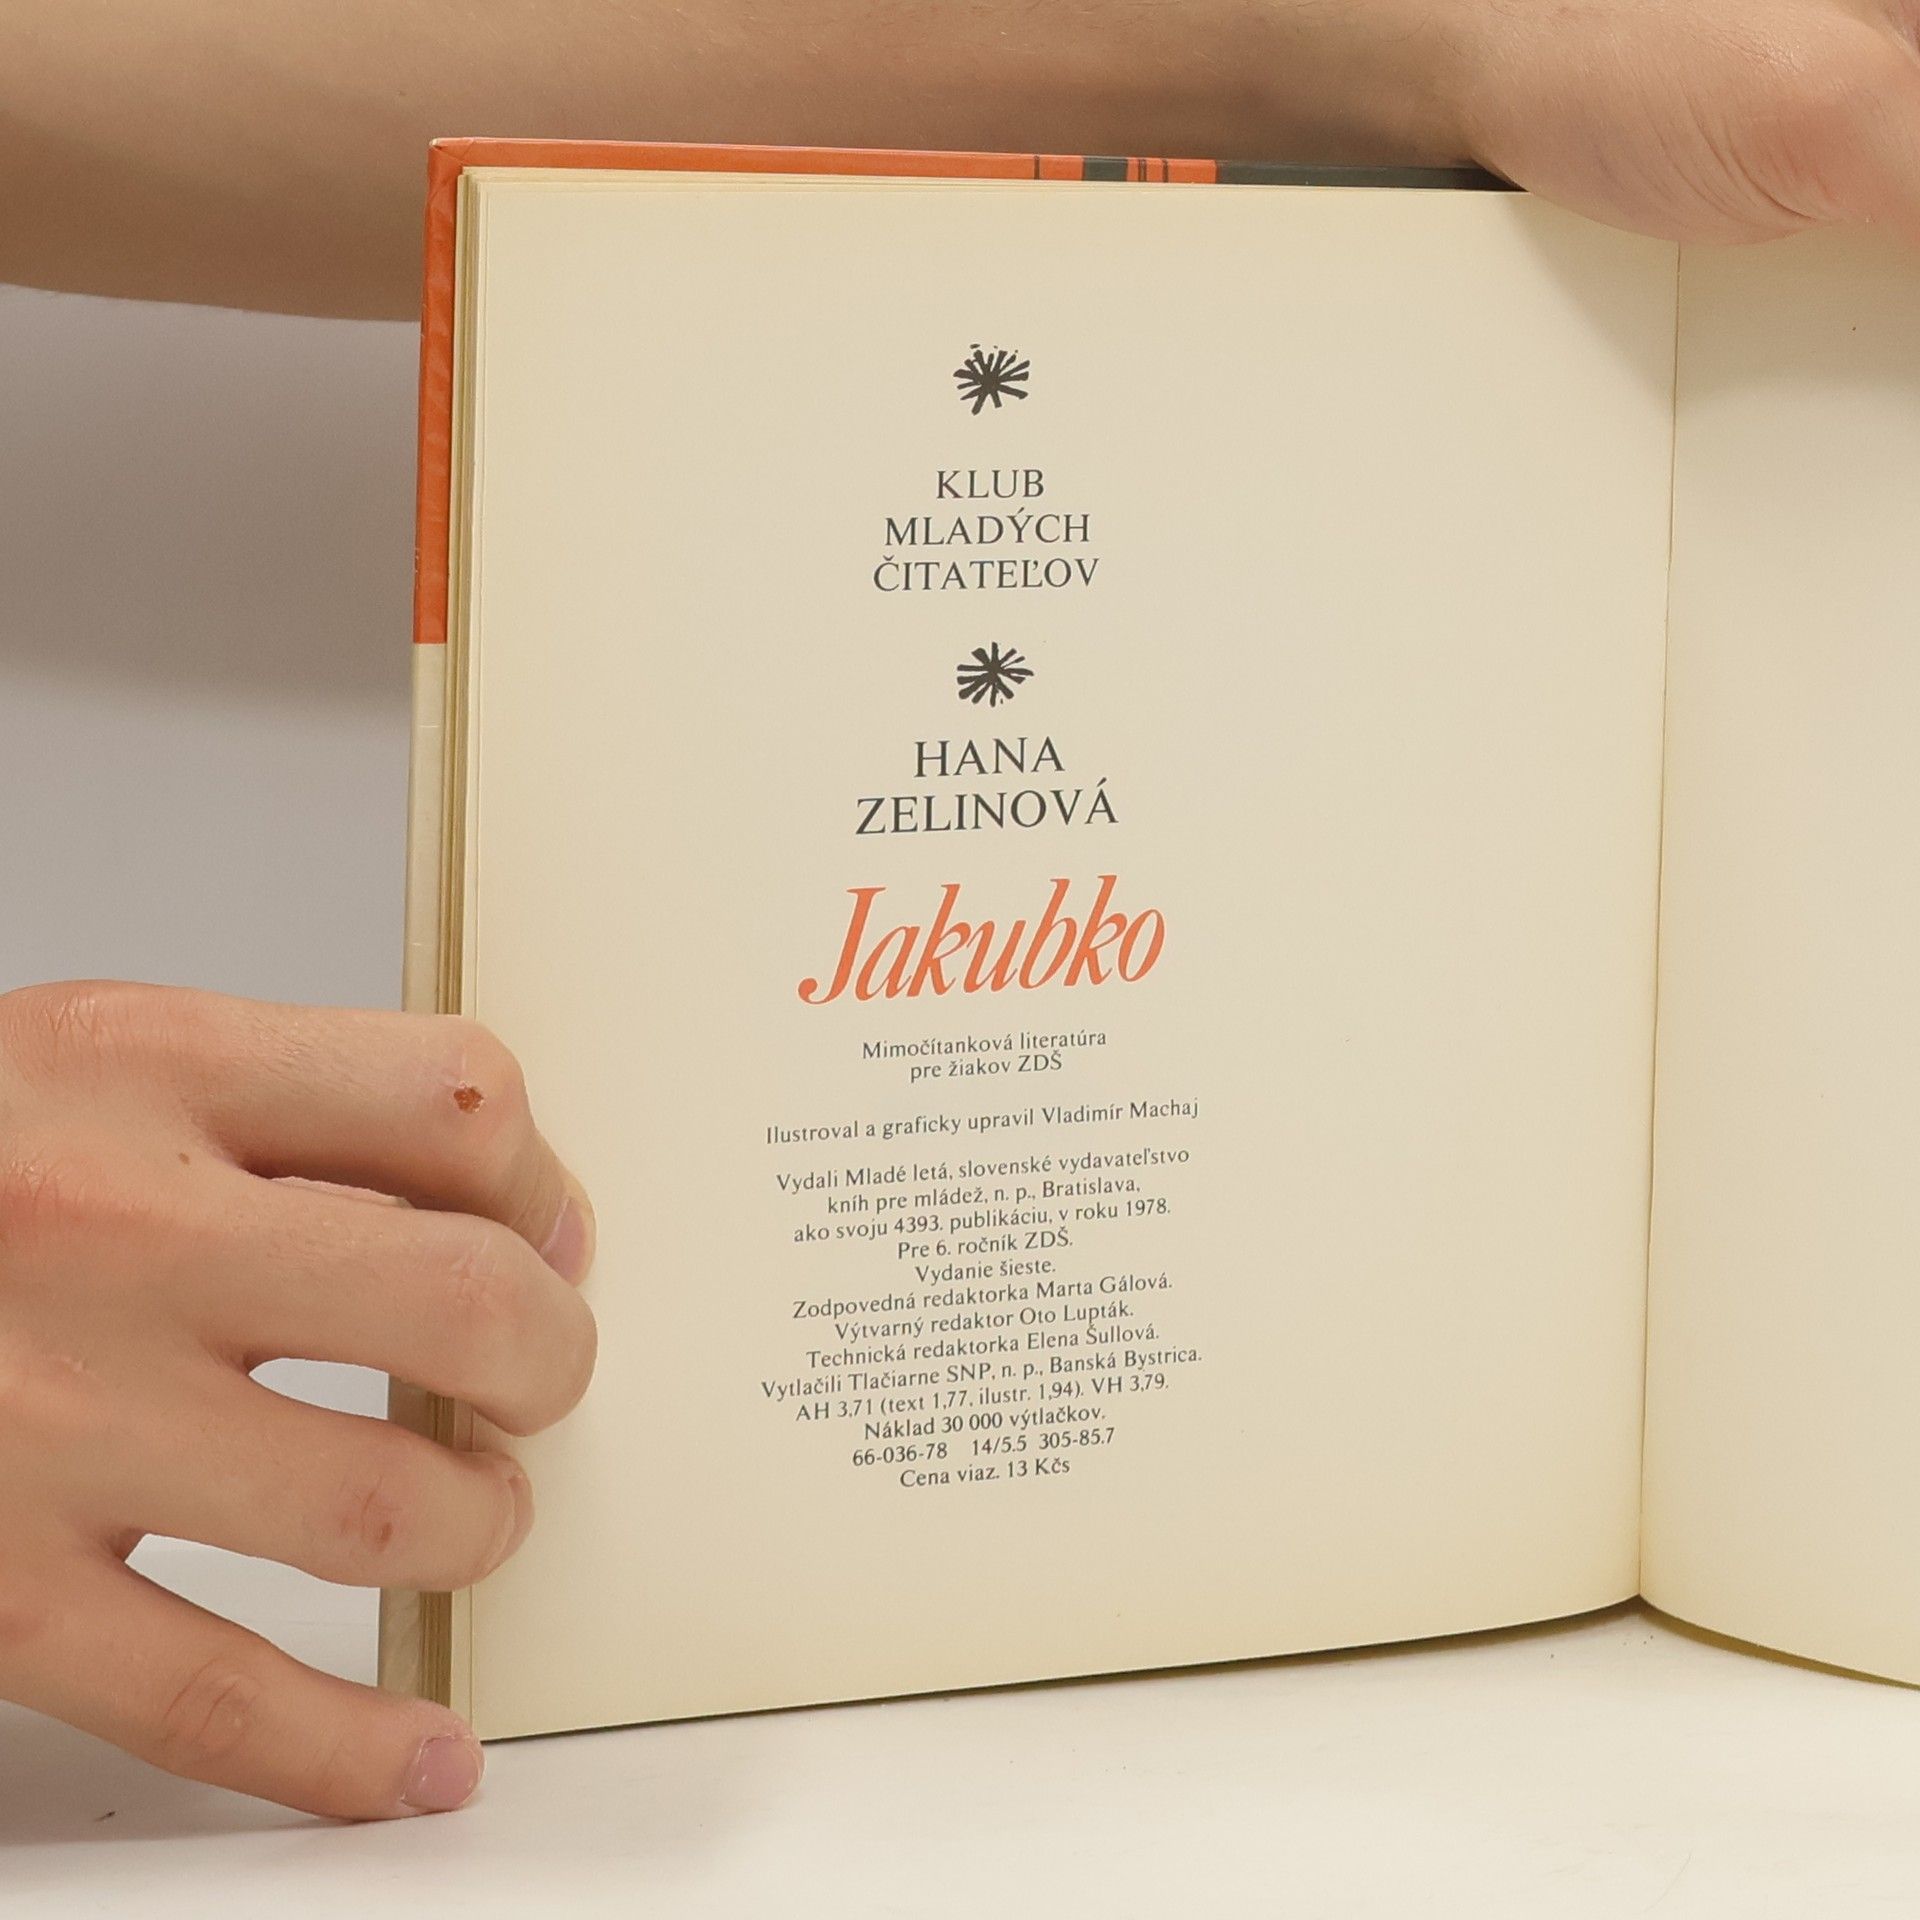 KLUB
MLADÝCH
ČITATEĽOV
HANA
ZELINOVÁ
Jakubko
Mimočítanková literatúra
pre žiakov ZDŠ
Ilustroval a graficky upravil Vladimír Machaj
Vydali Mladé letá, slovenské vydavateľstvo
kníh pre mládež, n. p., Bratislava,
ako svoju 4393. publikáciu, v roku 1978.
Pre 6. ročník ZDŠ.
Vydanie šieste.
Zodpovedná redaktorka Marta Gálová.
Výtvarný redaktor Oto Lupták.
Technická redaktorka Elena Šullová.
Vytlačili Tlačiarne SNP, n. p., Banská Bystrica.
AH 3,71 (text 1,77, ilustr. 1,94). VH 3,79.
Náklad 30 000 výtlačkov.
66-036-78 14/5.5 305-85.7
Cena viaz. 13 Kčs